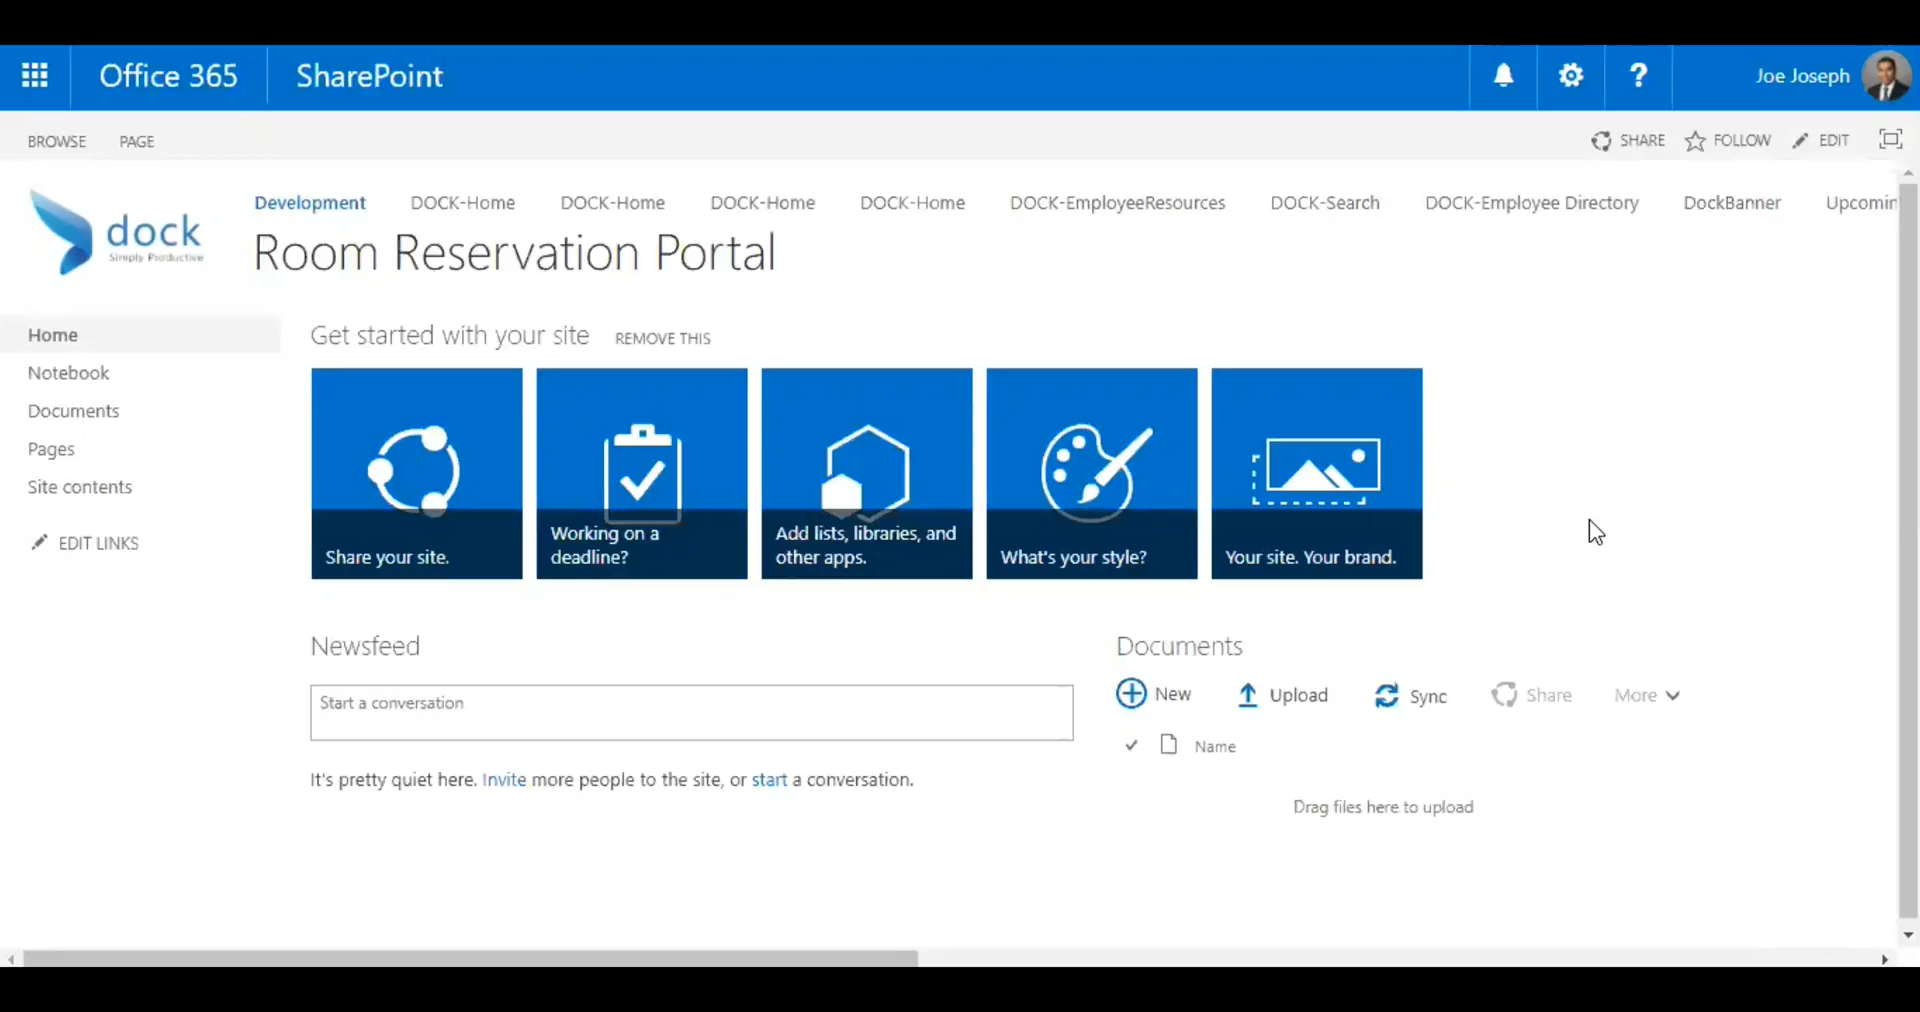 Office 365
SharePoint
?
Joe Joseph
BROWSE
PAGE
SHARE
FOLLOW
EDIT
dock
Simply Productive
Development
DOCK-Home
DOCK-Home
DOCK-Home
DOCK-Home
DOCK-EmployeeResources
DOCK-Search
DOCK-Employee Directory
DockBanner
Upcomin
Room Reservation Portal
Home
Notebook
Documents
Pages
Site contents
EDIT LINKS
Get started with your site
REMOVE THIS
Share your site.
Working on a
deadline?
Add lists, libraries, and
other apps.
What's your style?
Your site. Your brand.
Newsfeed
Start a conversation
It's pretty quiet here. Invite more people to the site, or start a conversation.
Documents
New
Upload
Sync
Share
More
Name
Drag files here to upload